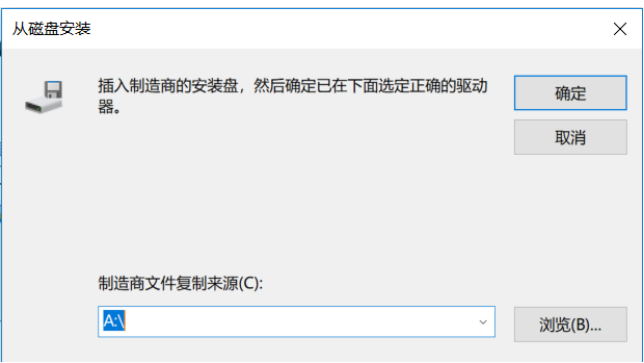 从磁盘安装
插入制造商的安装盘，然后确定已在下面选定正确的驱动
器。
确定
取消
制造商文件复制来源(C):
A:\
浏览(B)...